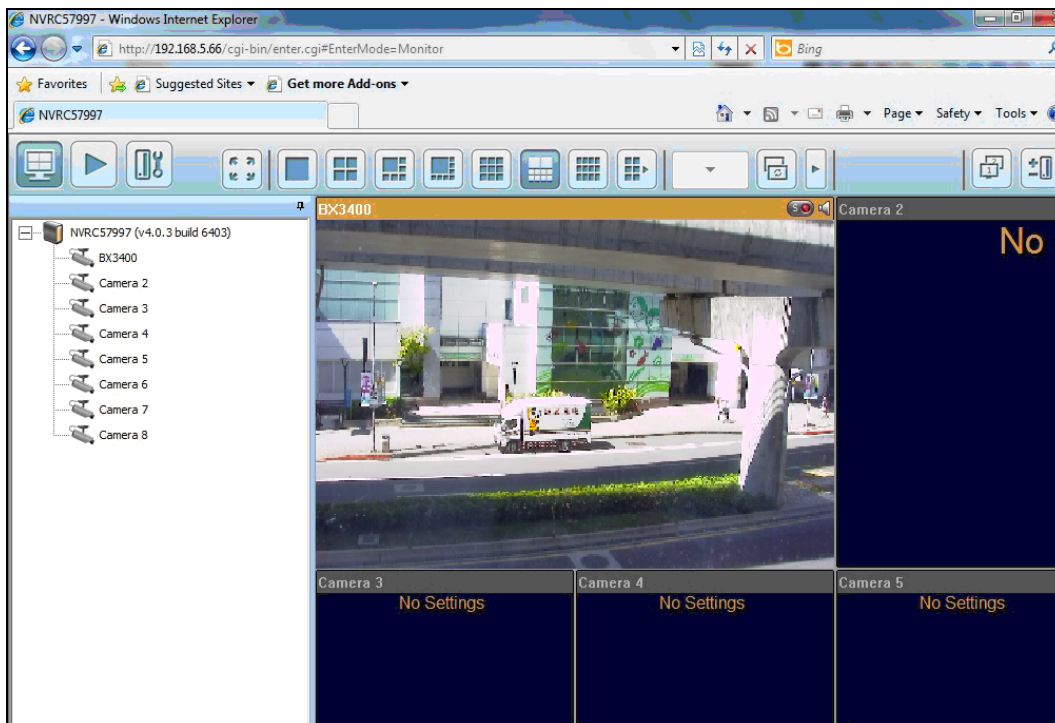 NVRC57997 - Windows Internet Explorer
http://192.168.5.66/cgi-bin/enter.cgi#EnterMode=Monitor
Bing
Favorites
Suggested Sites
Get more Add-ons
NVRC57997
Page
Safety
Tools
1
BX3400
S
Camera 2
NVRC57997 (v4.0.3 build 6403)
BX3400
Camera 2
Camera 3
Camera 4
Camera 5
Camera 6
Camera 7
Camera 8
No
Camera 3
Camera 4
Camera 5
No Settings
No Settings
No Settings